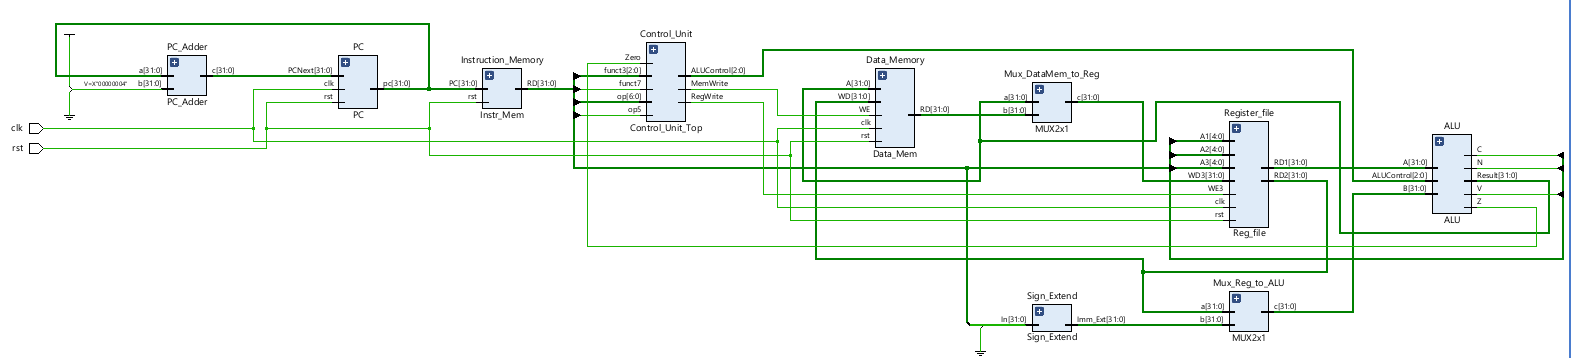 PC_Adder
a[31:0]
b[31:0]
c[31:0]
V=X"00000004"
PC_Adder
PC
PCNext[31:0]
clk
rst
pc[31:0]
PC
Instruction_Memory
PC[31:0]
rst
RD[31:0]
Instr_Mem
Control_Unit
Zero
funct3[2:0]
funct7
op[6:0]
op5
ALUControl[2:0]
MemWrite
RegWrite
Control_Unit_Top
Data_Memory
A[31:0]
WD[31:0]
WE
clk
rst
RD[31:0]
Data_Mem
Mux_DataMem_to_Reg
a[31:0]
b[31:0]
c[31:0]
MUX2x1
Register_file
A1[4:0]
A2[4:0]
A3[4:0]
WD3[31:0]
WE3
clk
rst
RD1[31:0]
RD2[31:0]
Reg_file
ALU
A[31:0]
ALUControl[2:0]
B[31:0]
C
N
Result[31:0]
V
Z
ALU
clk
rst
Sign_Extend
In[31:0]
Imm_Ext[31:0]
Sign_Extend
Mux_Reg_to_ALU
a[31:0]
b[31:0]
c[31:0]
MUX2x1